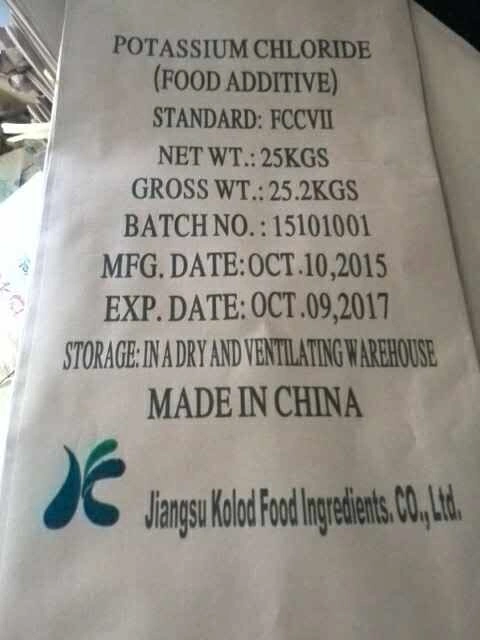 POTASSIUM CHLORIDE
(FOOD ADDITIVE)
STANDARD: FCCVII
NET WT.: 25KGS
GROSS WT.: 25.2KGS
BATCH NO. : 15101001
MFG. DATE:OCT.10,2015
EXP. DATE: OCT.09,2017
STORAGE: IN A DRY AND VENTILATING WAREHOUSE
MADE IN CHINA
Jiangsu Kolod Food Ingredients. CO., Ltd.